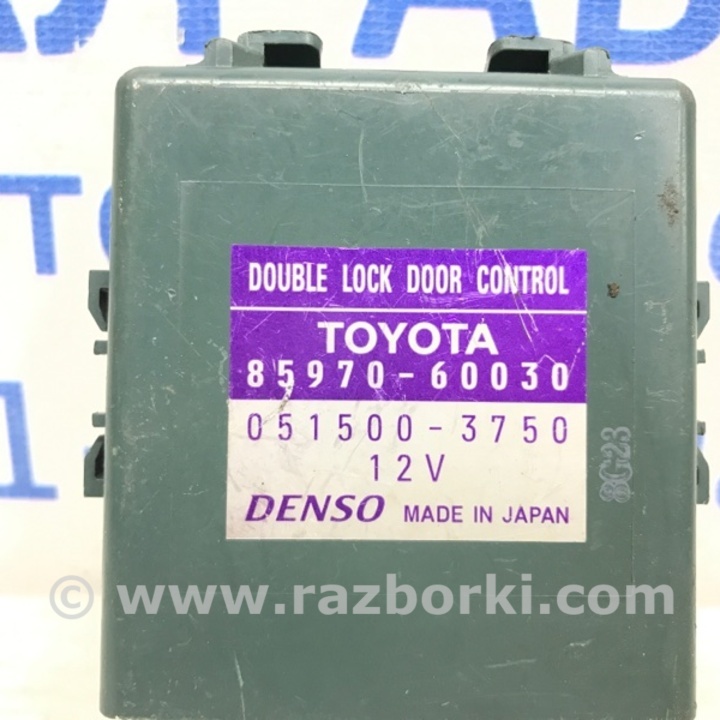 DOUBLE LOCK DOOR CONTROL
TOYOTA
85970-60030
051500-3750
12V
DENSO MADE IN JAPAN
8G23
© www.razborki.com